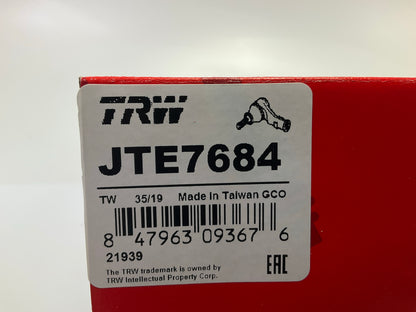 TRW
JTE7684
TW 35/19 Made in Taiwan GCO
8 47963 09367 6
21939
The TRW trademark is owned by
TRW Intellectual Property Corp.
EAC